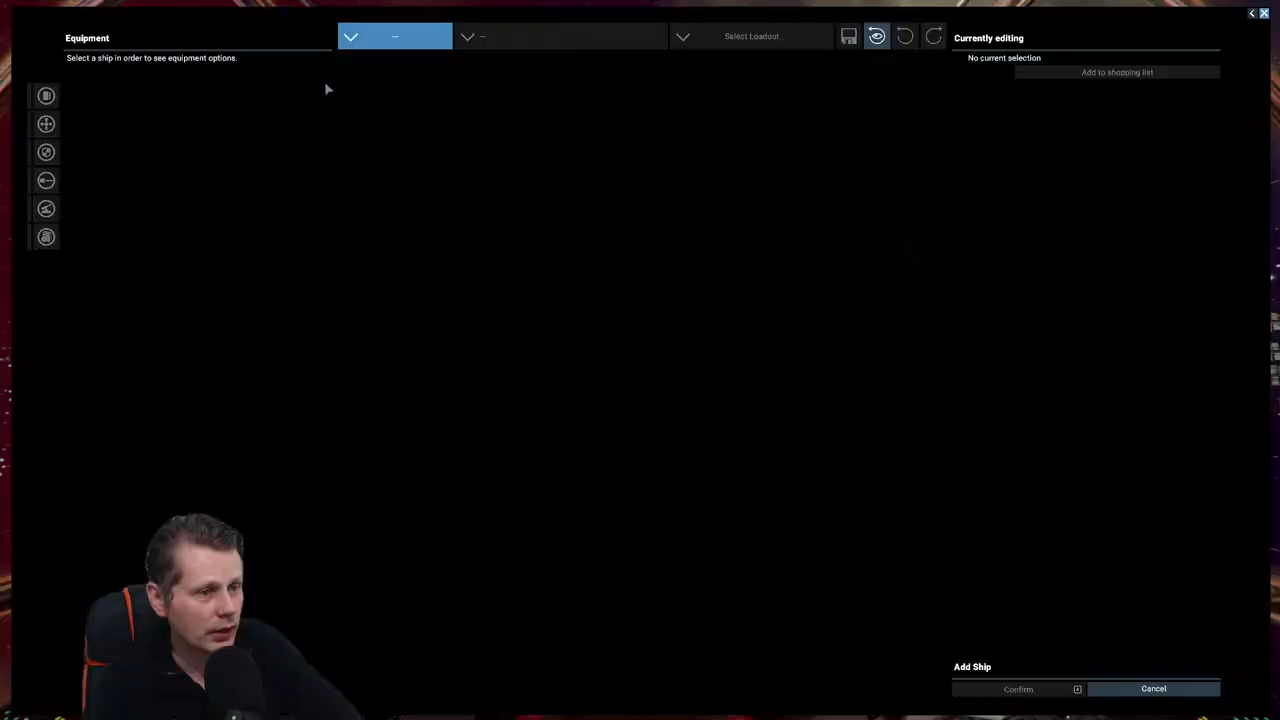 Equipment
Select a ship in order to see equipment options.
--
--
Select Loadout
Currently editing
No current selection
Add to shopping list
Add Ship
Confirm
Cancel